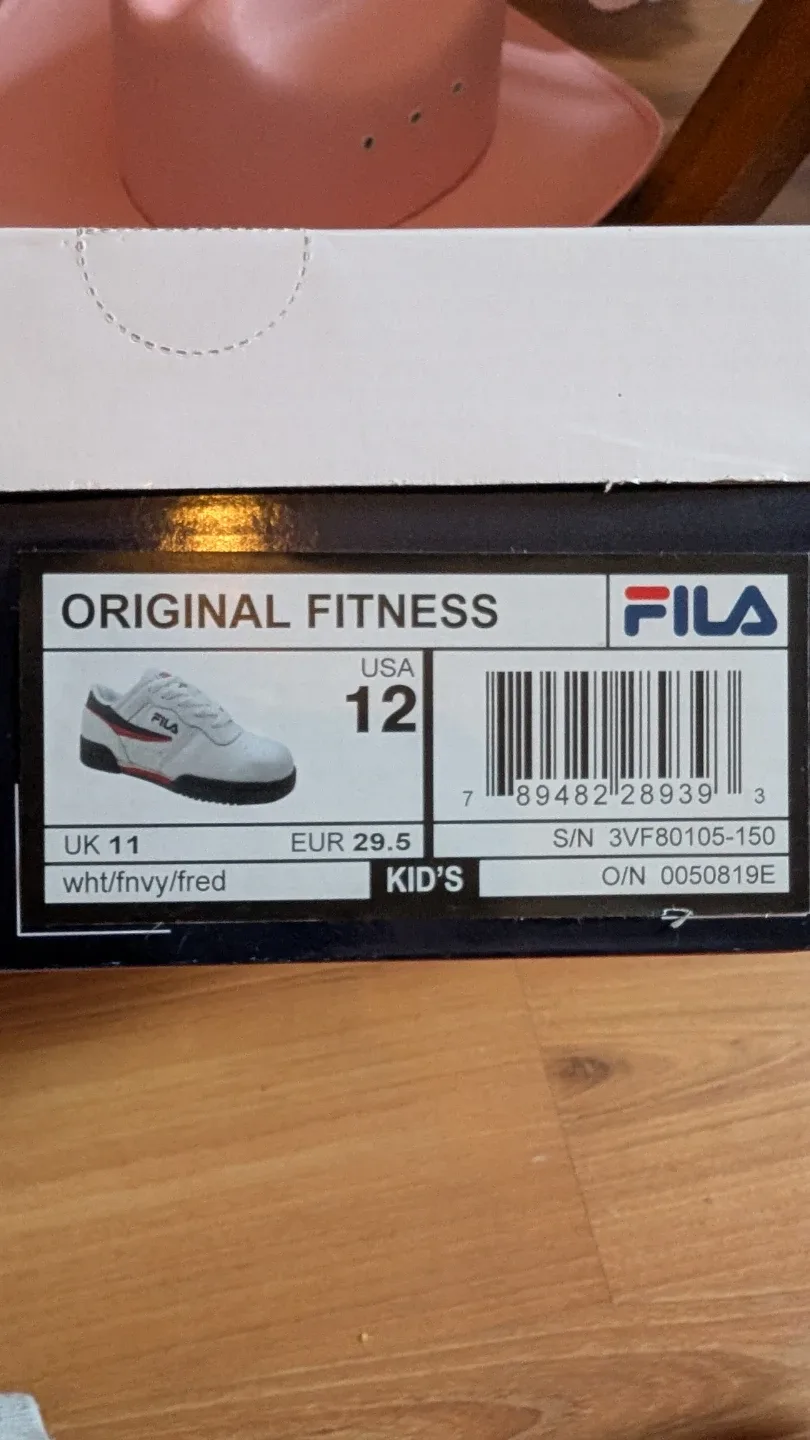 ORIGINAL FITNESS
FILA
FILA
USA
12
7 89482 28939 3
UK 11
EUR 29.5
S/N 3VF80105-150
wht/fnvy/fred
KID'S
O/N 0050819E